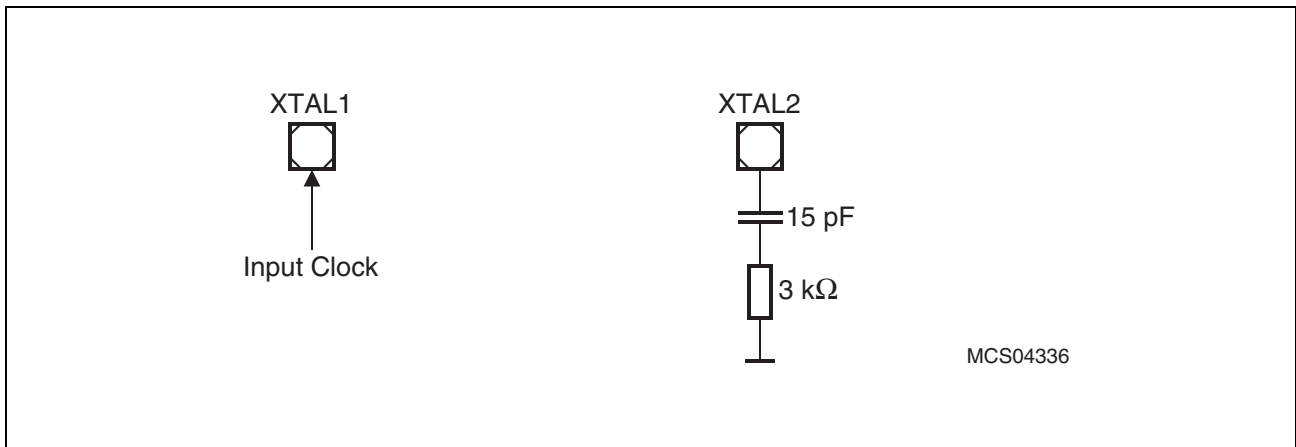 XTAL1
XTAL2
15 pF
Input Clock
3 kΩ
MCS04336